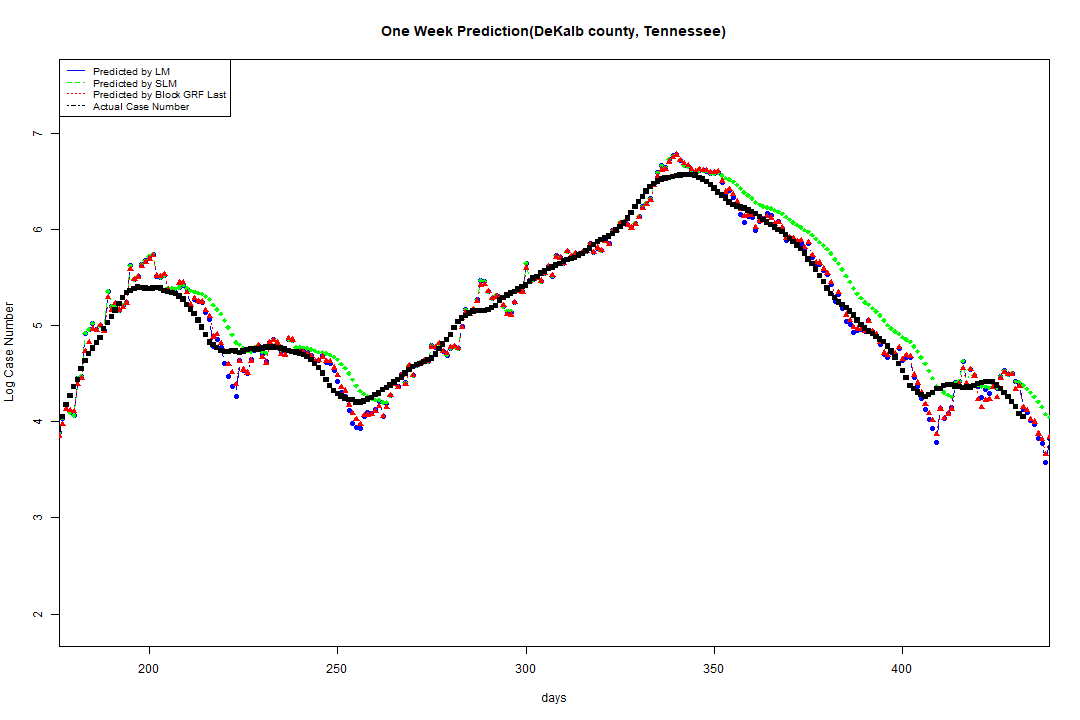 One Week Prediction(DeKalb county, Tennessee)
Predicted by LM
Predicted by SLM
Predicted by Block GRF Last
Actual Case Number
7
6
5
4
3
2
Log Case Number
200 250 300 350 400
days